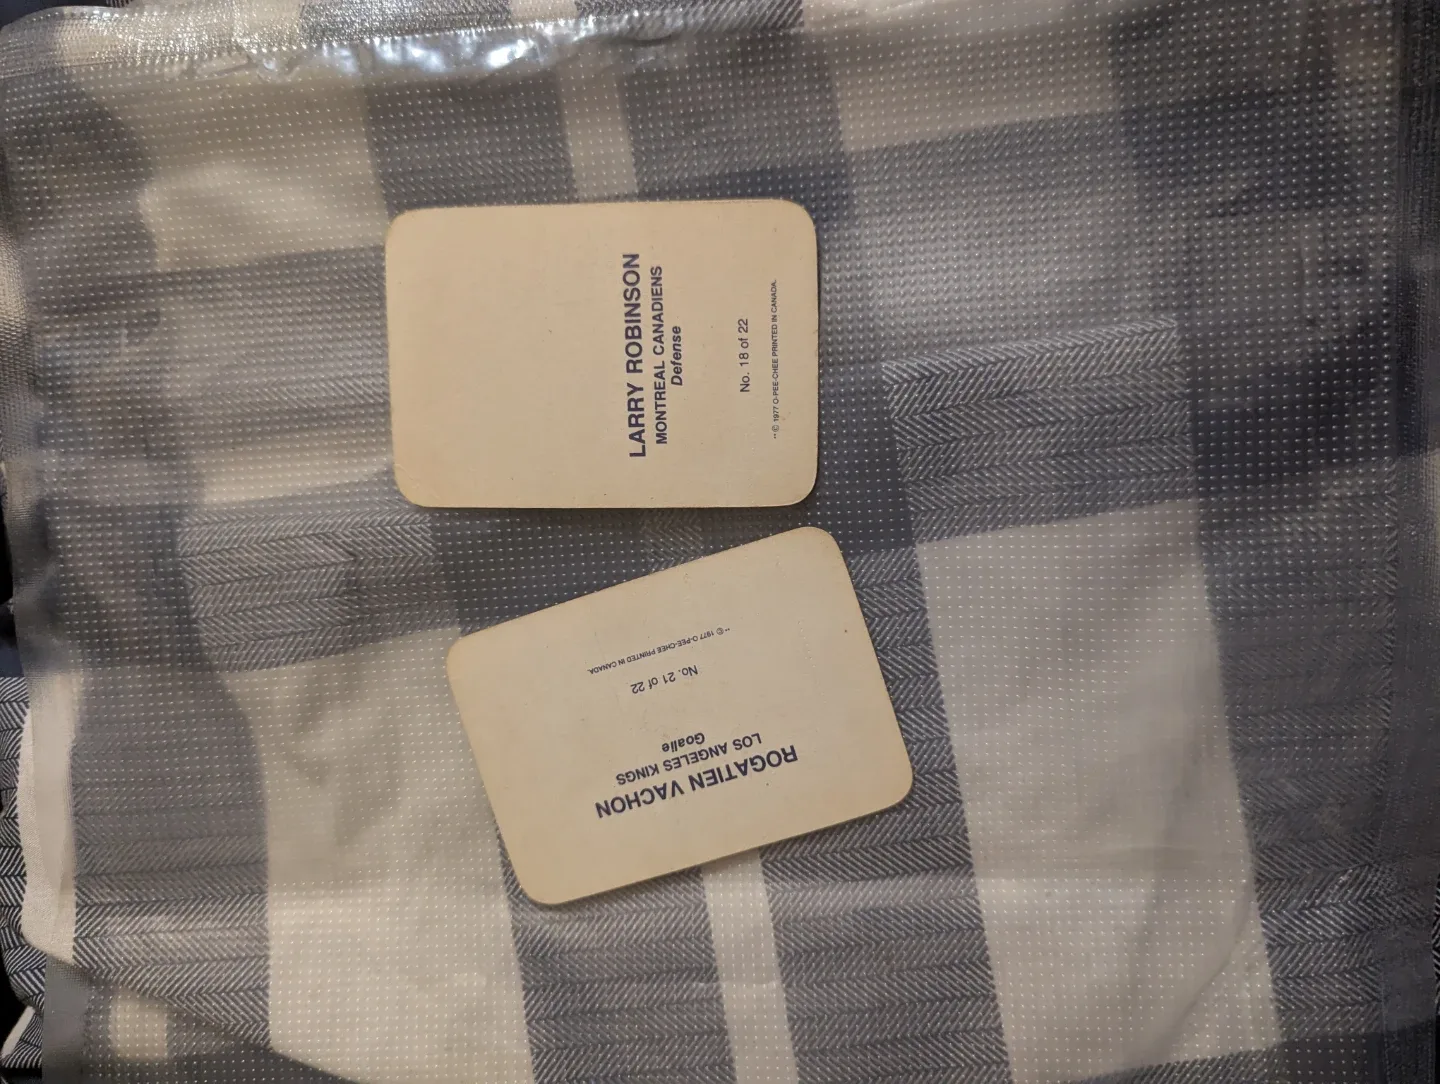 LARRY ROBINSON
MONTREAL CANADIENS
Defense
No. 18 of 22
** © 1977 O-PEE-CHEE PRINTED IN CANADA.
ROGATIEN VACHON
LOS ANGELES KINGS
Goalie
No. 21 of 22
** © 1977 O-PEE-CHEE PRINTED IN CANADA.